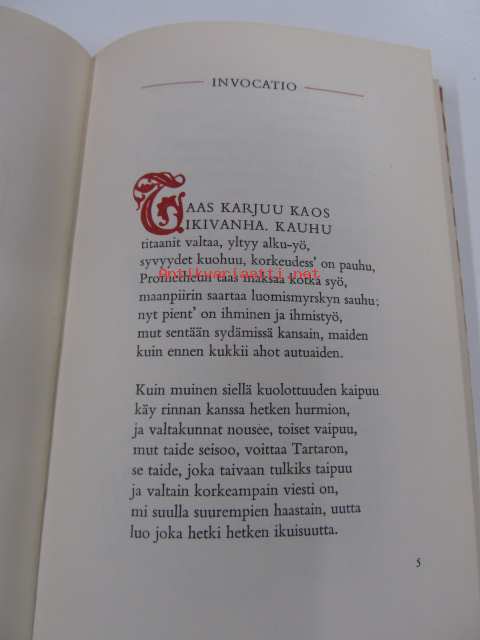 INVOCATIO
TAAS KARJUU KAOS
IKIVANHA. KAUHU
titaanit valtaa, yltyy alku-yö,
syvyydet kuohuu, korkeudess' on pauhu,
Prometheun taas maksaa kotka syö,
Antikvariaatti.net
maanpiirin saartaa luomismyrskyn sauhu;
nyt pient' on ihminen ja ihmistyö,
mut sentään sydämissä kansain, maiden
kuin ennen kukkii ahot autuaiden.
Kuin muinen siellä kuolottuuden kaipuu
käy rinnan kanssa hetken hurmion,
ja valtakunnat nousee, toiset vaipuu,
mut taide seisoo, voittaa Tartaron,
se taide, joka taivaan tulkiks taipuu
ja valtain korkeampain viesti on,
mi suulla suurempien haastain, uutta
luo joka hetki hetken ikuisuutta.
5